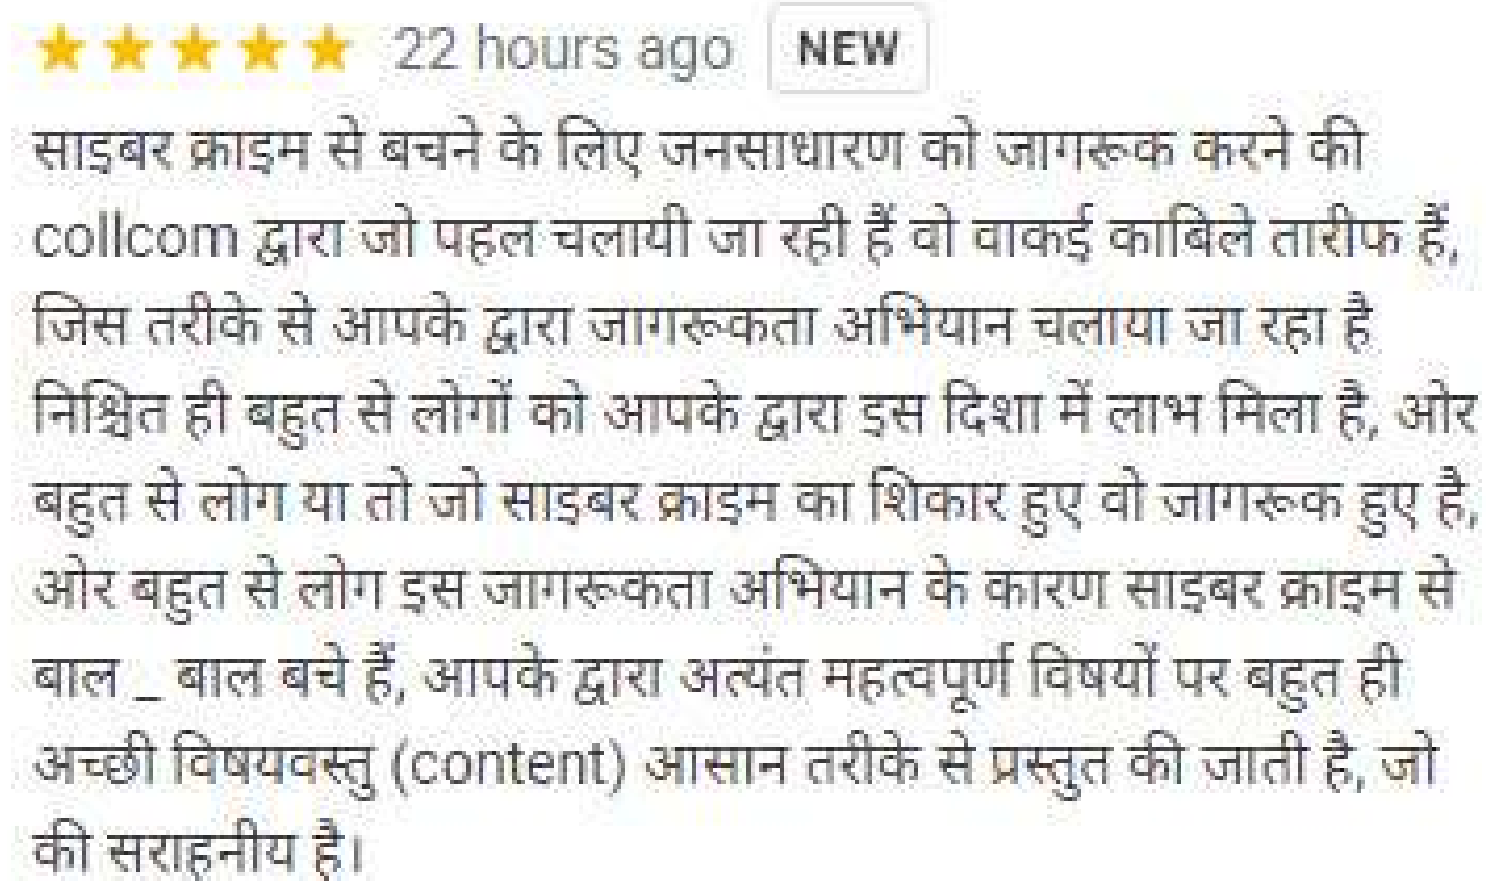 ★★★★★ 22 hours ago NEW
साइबर क्राइम से बचने के लिए जनसाधारण को जागरूक करने की
collcom द्वारा जो पहल चलायी जा रही हैं वो वाकई काबिले तारीफ हैं,
जिस तरीके से आपके द्वारा जागरूकता अभियान चलाया जा रहा है
निश्चित ही बहुत से लोगों को आपके द्वारा इस दिशा में लाभ मिला है, ओर
बहुत से लोग या तो जो साइबर क्राइम का शिकार हुए वो जागरूक हुए है,
ओर बहुत से लोग इस जागरूकता अभियान के कारण साइबर क्राइम से
बाल _ बाल बचे हैं, आपके द्वारा अत्यंत महत्वपूर्ण विषयों पर बहुत ही
अच्छी विषयवस्तु (content) आसान तरीके से प्रस्तुत की जाती है, जो
की सराहनीय है।